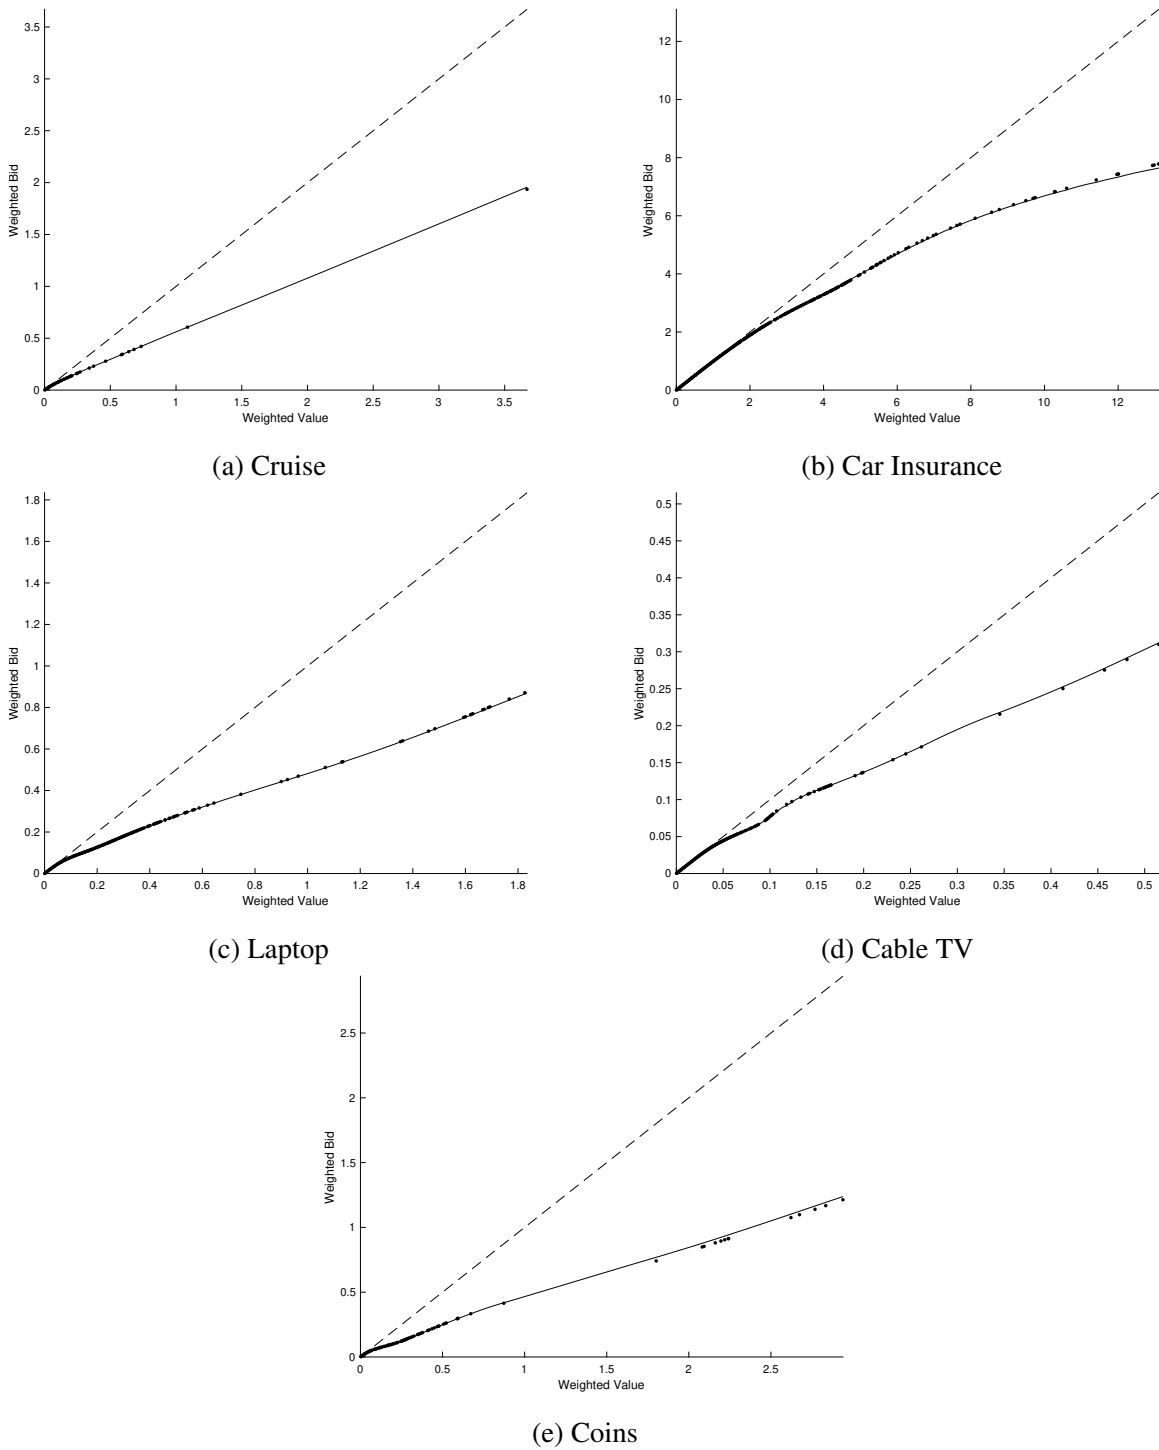 3.5
3
2.5
2
1.5
1
0.5
0
Weighted Bid
0 0.5 1 1.5 2 2.5 3 3.5
Weighted Value
(a) Cruise
12
10
8
6
4
2
0
Weighted Bid
0 2 4 6 8 10 12
Weighted Value
(b) Car Insurance
1.8
1.6
1.4
1.2
1
0.8
0.6
0.4
0.2
0
Weighted Bid
0 0.2 0.4 0.6 0.8 1 1.2 1.4 1.6 1.8
Weighted Value
(c) Laptop
0.5
0.45
0.4
0.35
0.3
0.25
0.2
0.15
0.1
0.05
0
Weighted Bid
0 0.05 0.1 0.15 0.2 0.25 0.3 0.35 0.4 0.45 0.5
Weighted Value
(d) Cable TV
2.5
2
1.5
1
0.5
0
Weighted Bid
0 0.5 1 1.5 2 2.5
Weighted Value
(e) Coins